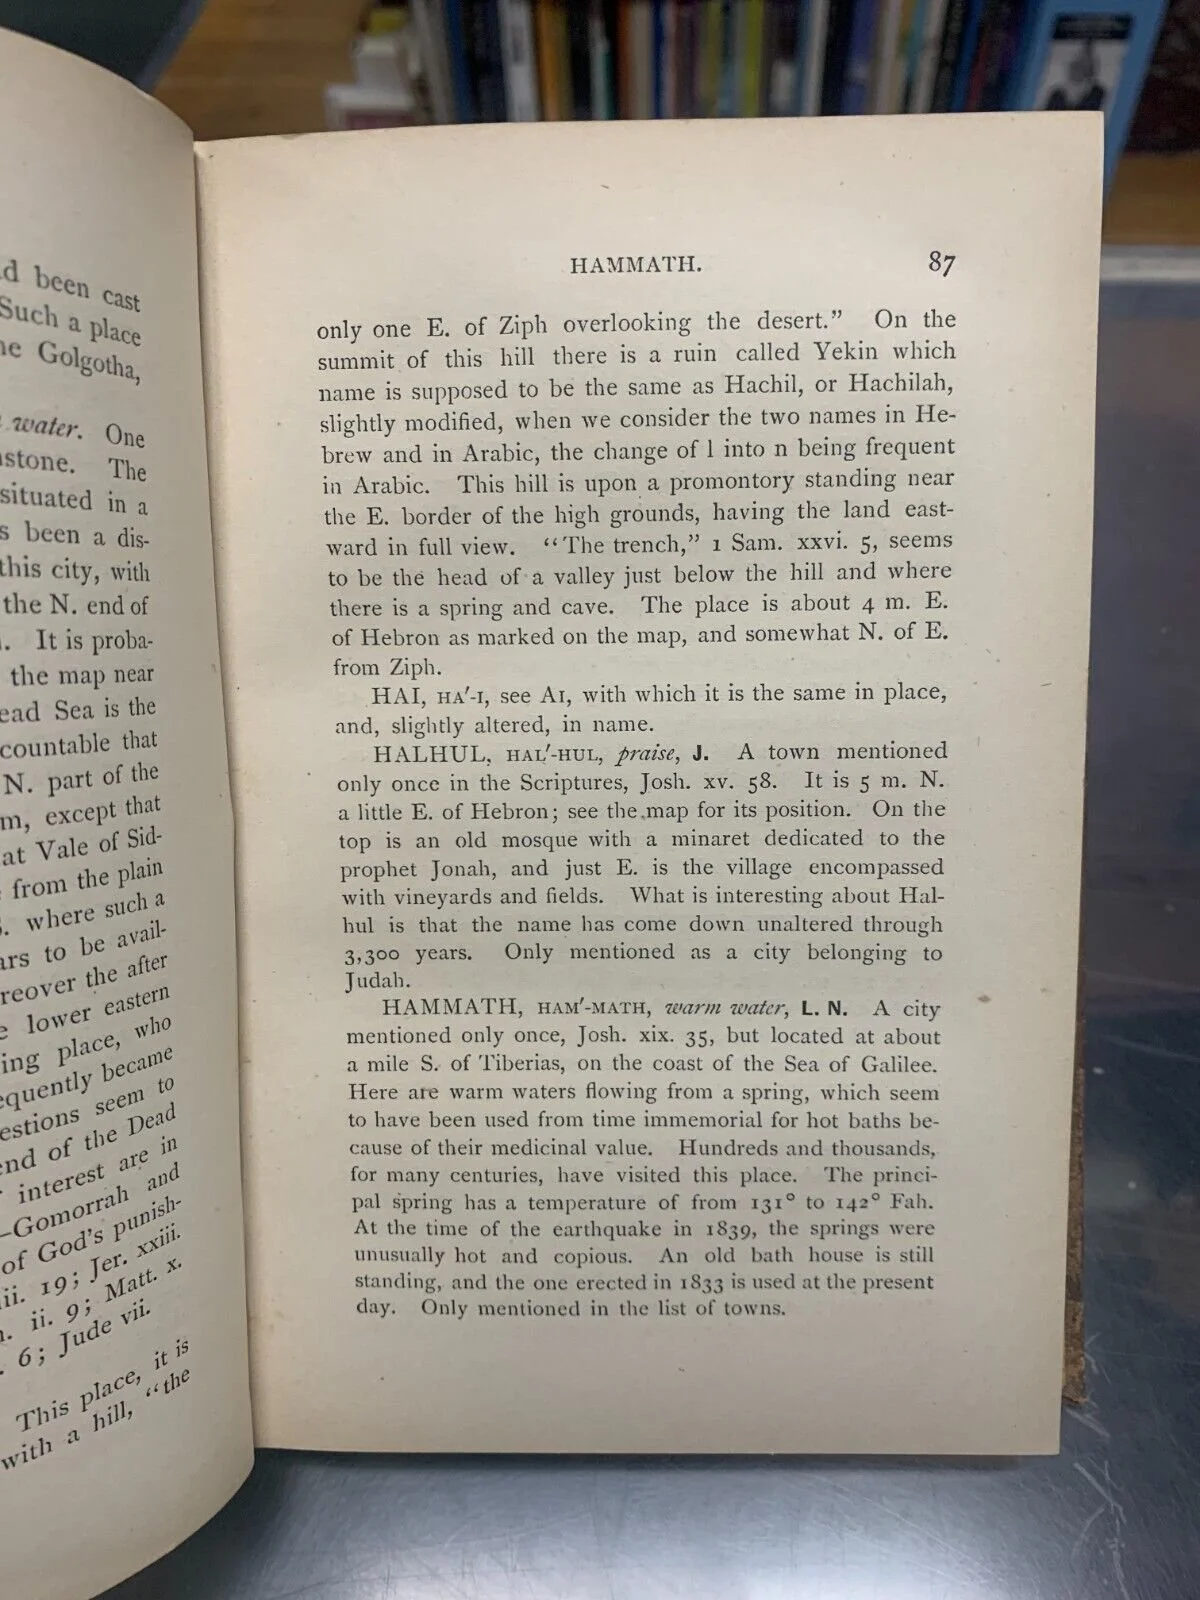 d been cast
Such a place
Golgotha,
water. One
The
situated in a
been a dis-
this city, with
the N. end of
It is proba-
the map near
Sea is the
countable that
N. part of the
except that
at Vale of Sid-
from the plain
where such a
to be avail-
reover the after
lower eastern
ing place, who
equently became
estions seem to
end of the Dead
interest are in
—Gomorrah and
of God's punish-
ii. 19; Jer. xxiii.
ii. 9; Matt. x.
6; Jude vii.
This place, it is
with a hill, "the
HAMMATH. 87
only one E. of Ziph overlooking the desert." On the
summit of this hill there is a ruin called Yekin which
name is supposed to be the same as Hachil, or Hachilah,
slightly modified, when we consider the two names in He-
brew and in Arabic, the change of l into n being frequent
in Arabic. This hill is upon a promontory standing near
the E. border of the high grounds, having the land east-
ward in full view. "The trench," 1 Sam. xxvi. 5, seems
to be the head of a valley just below the hill and where
there is a spring and cave. The place is about 4 m. E.
of Hebron as marked on the map, and somewhat N. of E.
from Ziph.
HAI, HA'-I, see AI, with which it is the same in place,
and, slightly altered, in name.
HALHUL, HAL'-HUL, praise, J. A town mentioned
only once in the Scriptures, Josh. xv. 58. It is 5 m. N.
a little E. of Hebron; see the map for its position. On the
top is an old mosque with a minaret dedicated to the
prophet Jonah, and just E. is the village encompassed
with vineyards and fields. What is interesting about Hal-
hul is that the name has come down unaltered through
3,300 years. Only mentioned as a city belonging to
Judah.
HAMMATH, HAM'-MATH, warm water, L. N. A city
mentioned only once, Josh. xix. 35, but located at about
a mile S. of Tiberias, on the coast of the Sea of Galilee.
Here are warm waters flowing from a spring, which seem
to have been used from time immemorial for hot baths be-
cause of their medicinal value. Hundreds and thousands,
for many centuries, have visited this place. The princi-
pal spring has a temperature of from 131° to 142° Fah.
At the time of the earthquake in 1839, the springs were
unusually hot and copious. An old bath house is still
standing, and the one erected in 1833 is used at the present
day. Only mentioned in the list of towns.